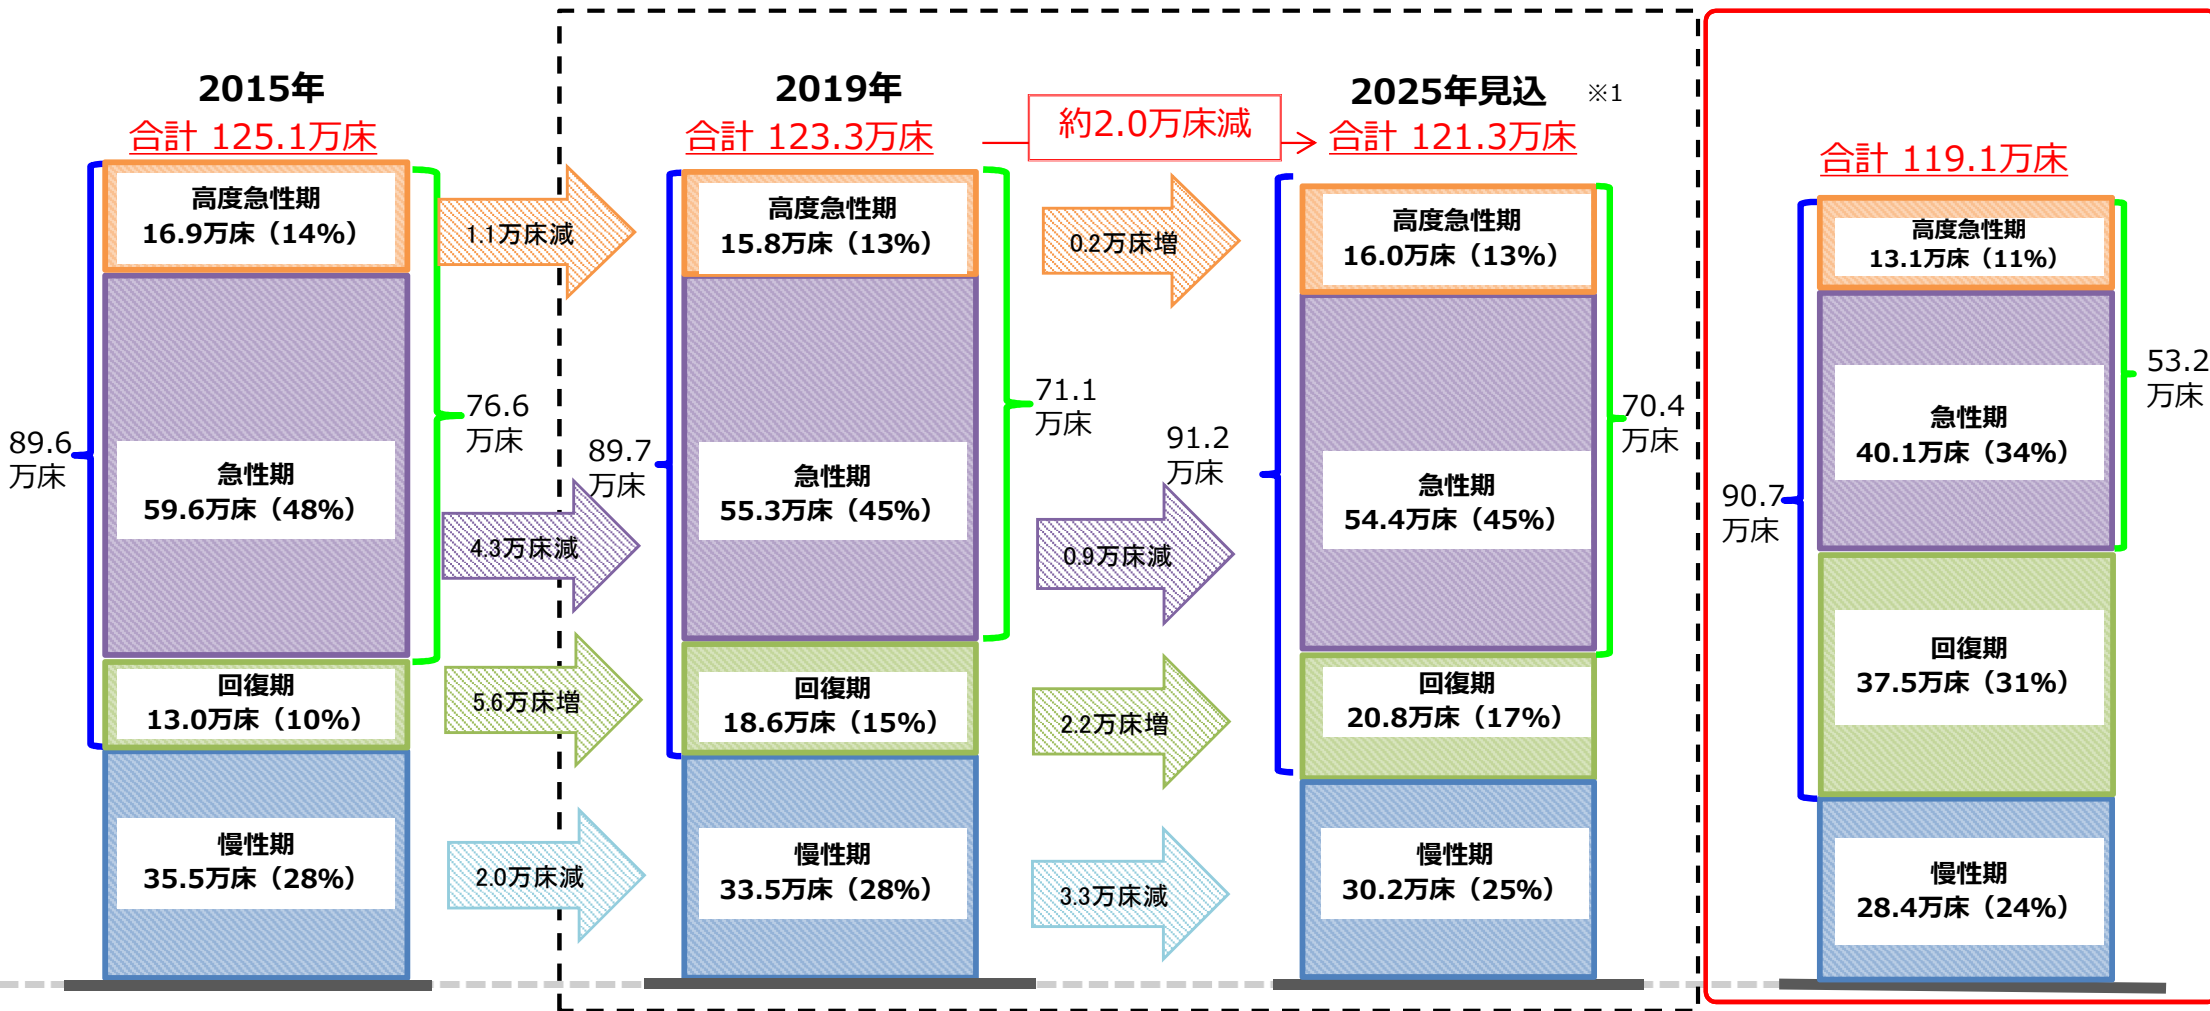 2015年
合計 125.1万床
高度急性期
16.9万床（14%）
急性期
59.6万床（48%）
回復期
13.0万床（10%）
慢性期
35.5万床（28%）
89.6
万床
76.6
万床
1.1万床減
4.3万床減
5.6万床増
2.0万床減
2019年
合計 123.3万床
高度急性期
15.8万床（13%）
急性期
55.3万床（45%）
回復期
18.6万床（15%）
慢性期
33.5万床（28%）
89.7
万床
71.1
万床
約2.0万床減
0.2万床増
0.9万床減
2.2万床増
3.3万床減
2025年見込 ※1
合計 121.3万床
高度急性期
16.0万床（13%）
急性期
54.4万床（45%）
回復期
20.8万床（17%）
慢性期
30.2万床（25%）
91.2
万床
70.4
万床
合計 119.1万床
高度急性期
13.1万床（11%）
急性期
40.1万床（34%）
回復期
37.5万床（31%）
慢性期
28.4万床（24%）
90.7
万床
53.2
万床